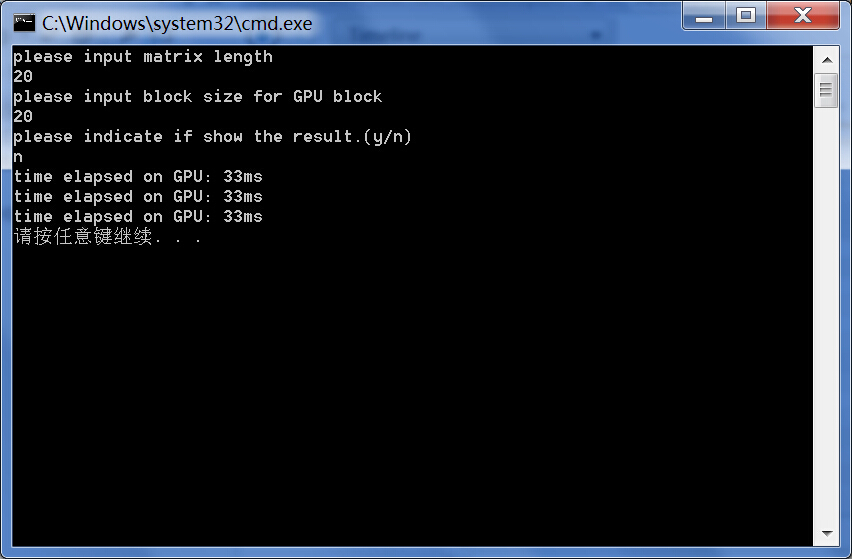 C:\Windows\system32\cmd.exe
please input matrix length
20
please input block size for GPU block
20
please indicate if show the result.(y/n)
n
time elapsed on GPU: 33ms
time elapsed on GPU: 33ms
time elapsed on GPU: 33ms
请按任意键继续. . .